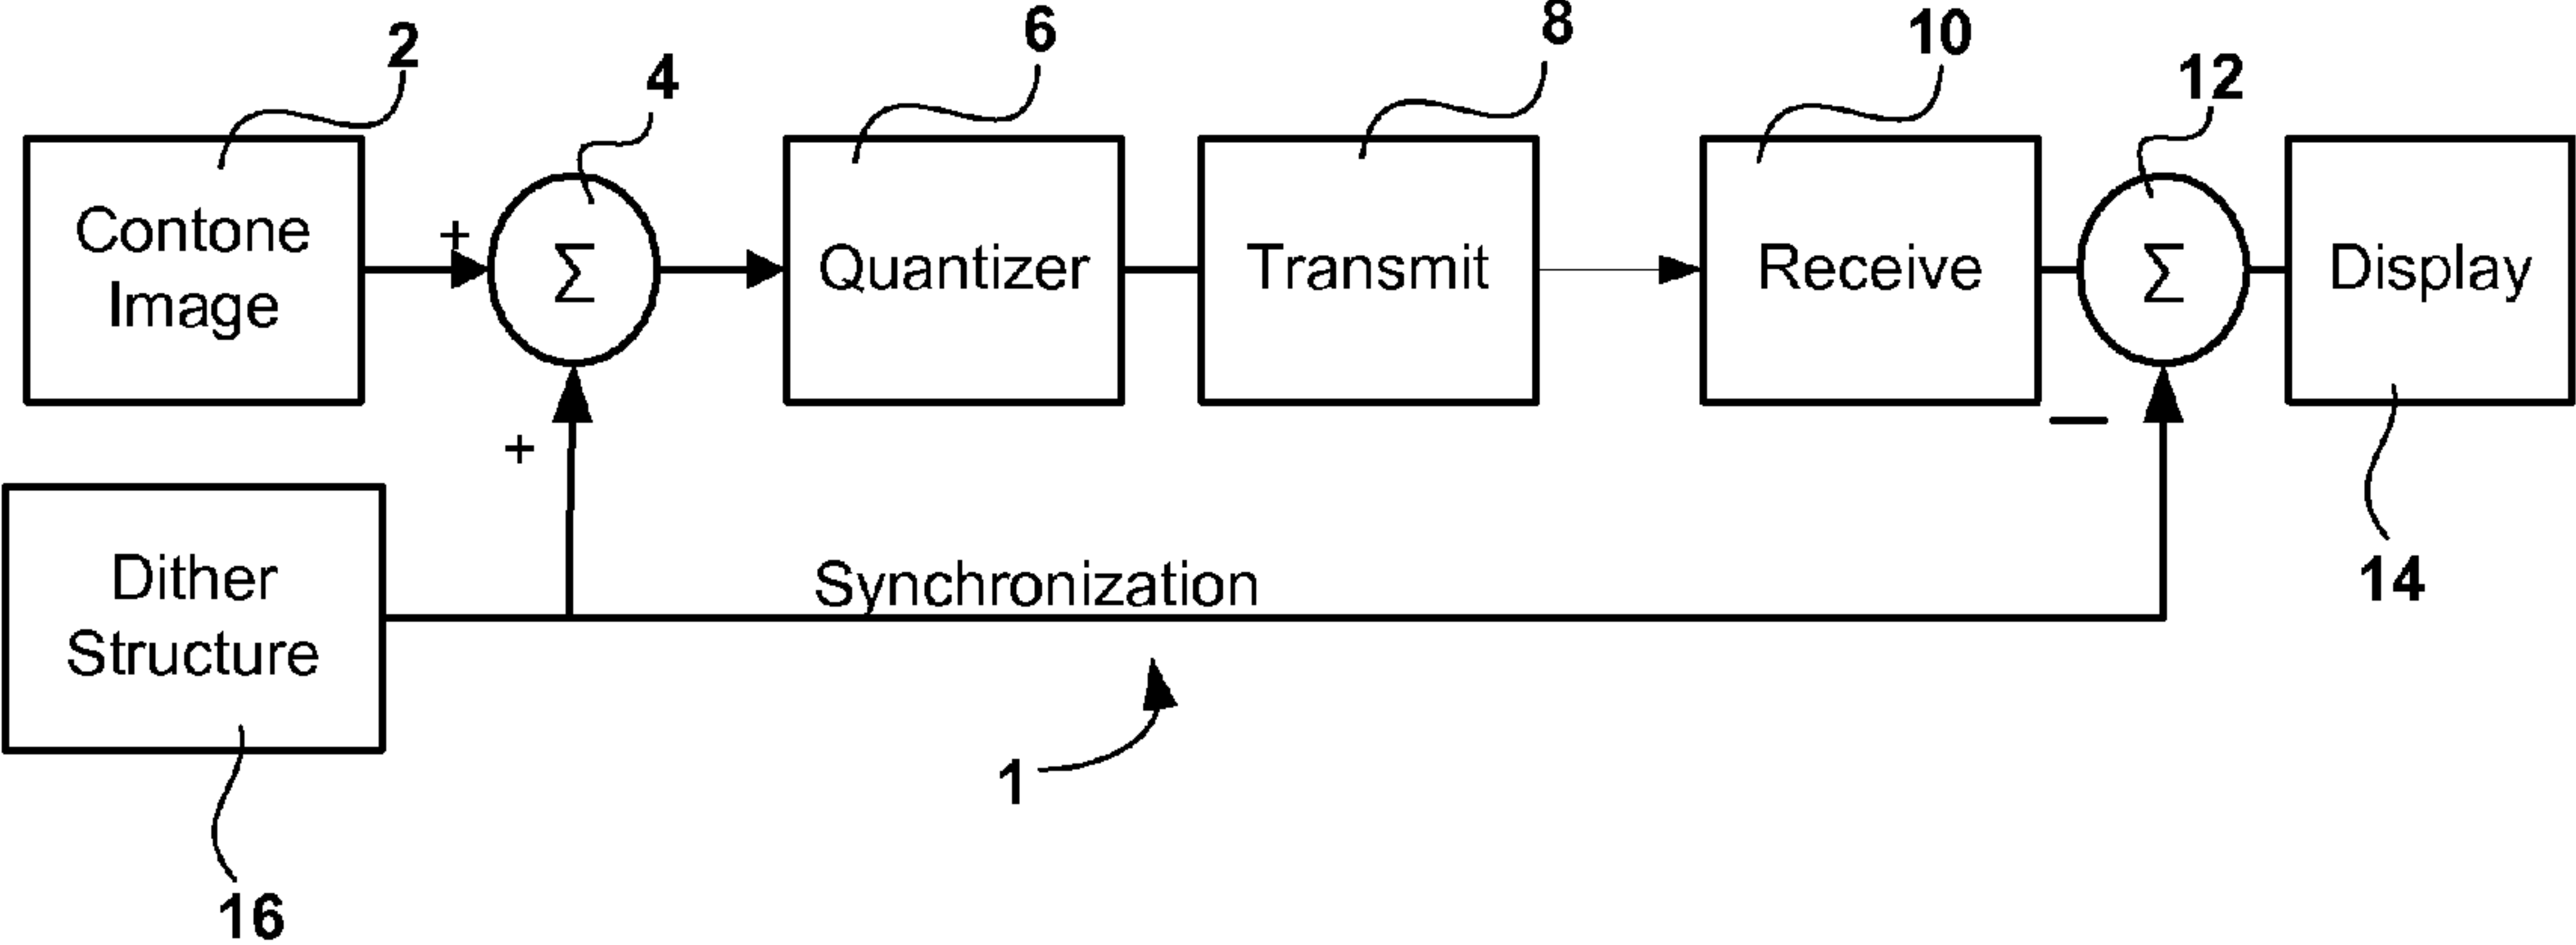 2
4
6
8
10
12
Contone
Image
+
Σ
Quantizer
Transmit
Receive
Σ
Display
+
—
14
Dither
Structure
Synchronization
1
16